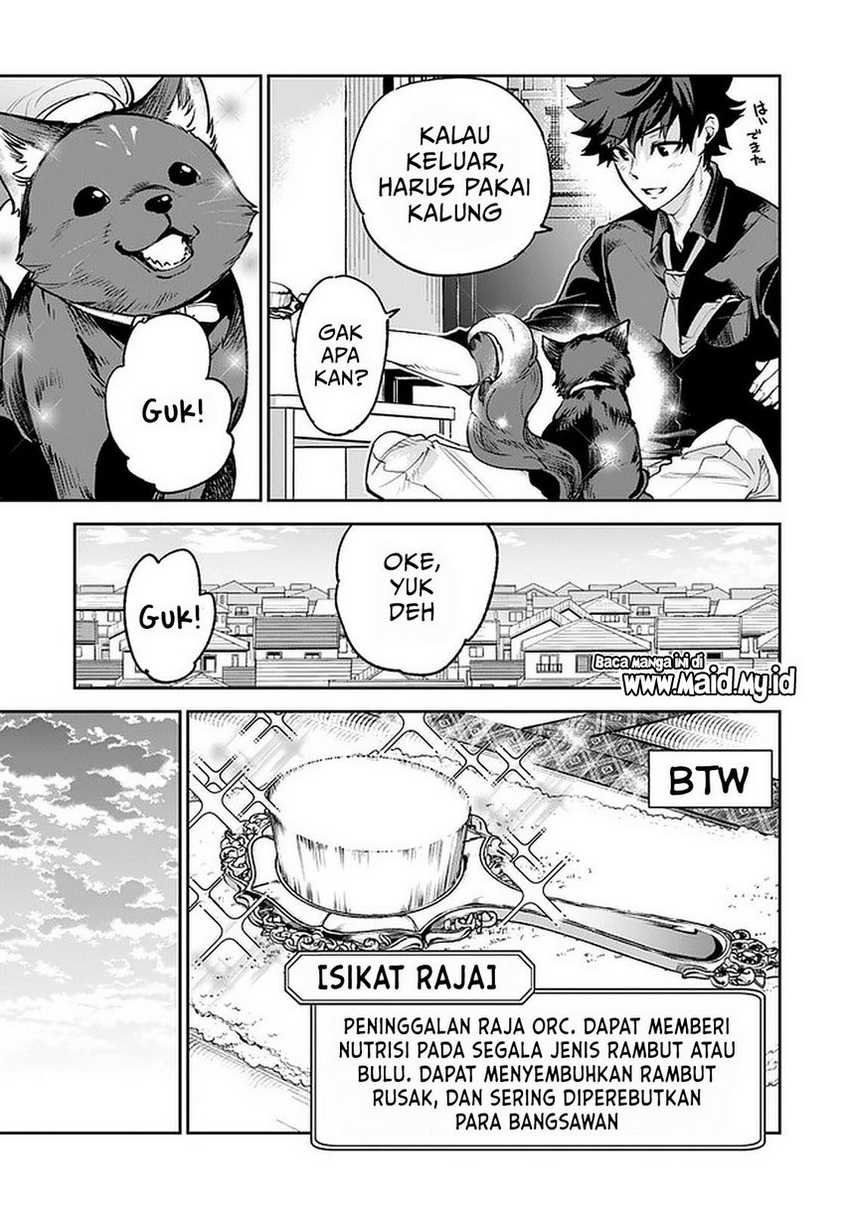 はいできた
KALAU
KELUAR,
HARUS PAKAI
KALUNG
GAK
APA
KAN?
GUK!
OKE,
YUK
DEH
GUK!
Baca Manga ini di
www.Maid.my.id
BTW
[SIKAT RAJA]
PENINGGALAN RAJA ORC. DAPAT MEMBERI
NUTRISI PADA SEGALA JENIS RAMBUT ATAU
BULU. DAPAT MENYEMBUHKAN RAMBUT
RUSAK, DAN SERING DIPEREBUTKAN
PARA BANGSAWAN